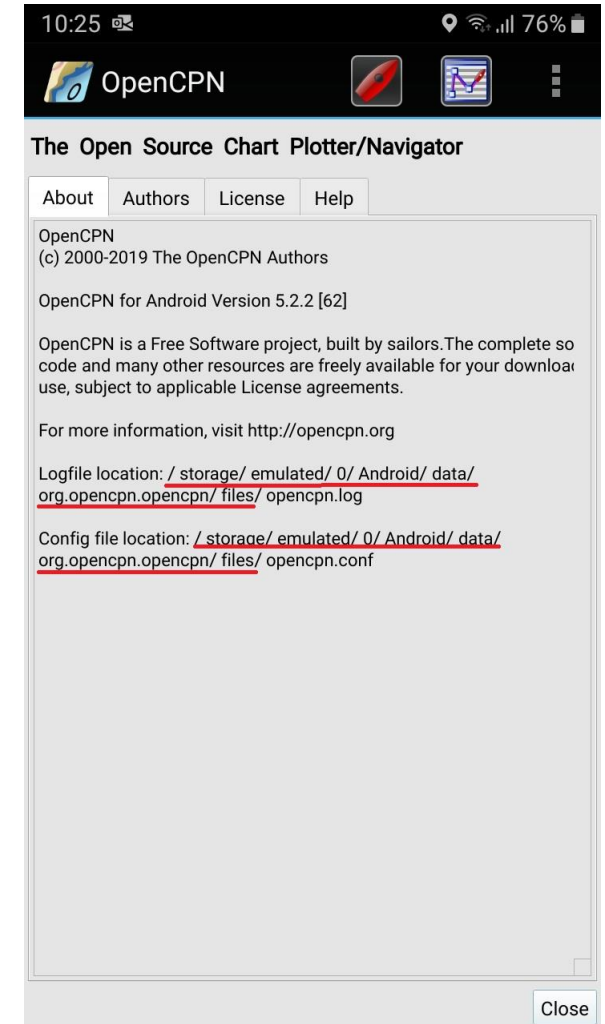 10:25
76%
OpenCPN
The Open Source Chart Plotter/Navigator
About Authors License Help
OpenCPN
(c) 2000-2019 The OpenCPN Authors
OpenCPN for Android Version 5.2.2 [62]
OpenCPN is a Free Software project, built by sailors.The complete so
code and many other resources are freely available for your downloa
use, subject to applicable License agreements.
For more information, visit http://opencpn.org
Logfile location: / storage/ emulated/ 0/ Android/ data/
org.opencpn.opencpn/ files/ opencpn.log
Config file location: / storage/ emulated/ 0/ Android/ data/
org.opencpn.opencpn/ files/ opencpn.conf
Close